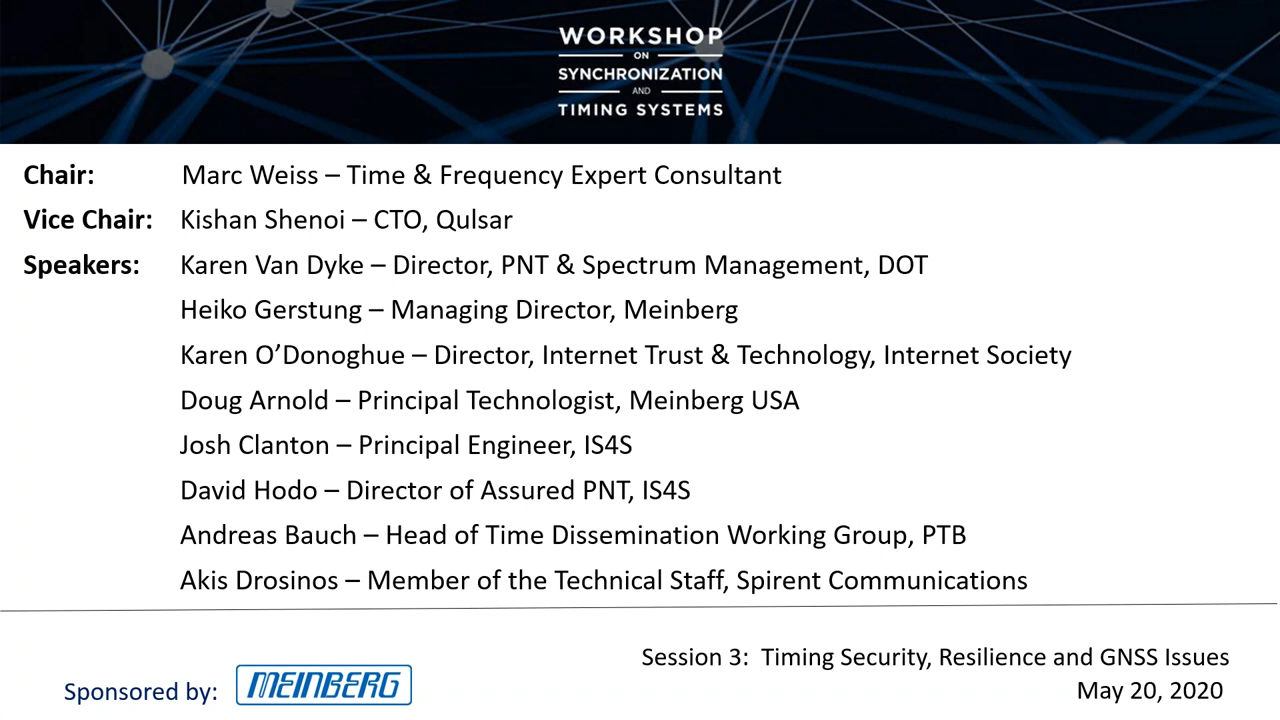 WORKSHOP
ON
SYNCHRONIZATION
AND
TIMING SYSTEMS
Chair: Marc Weiss – Time & Frequency Expert Consultant
Vice Chair: Kishan Shenoi – CTO, Qulsar
Speakers: Karen Van Dyke – Director, PNT & Spectrum Management, DOT
Heiko Gerstung – Managing Director, Meinberg
Karen O’Donoghue – Director, Internet Trust & Technology, Internet Society
Doug Arnold – Principal Technologist, Meinberg USA
Josh Clanton – Principal Engineer, IS4S
David Hodo – Director of Assured PNT, IS4S
Andreas Bauch – Head of Time Dissemination Working Group, PTB
Akis Drosinos – Member of the Technical Staff, Spirent Communications
Session 3: Timing Security, Resilience and GNSS Issues
May 20, 2020
Sponsored by: MEINBERG